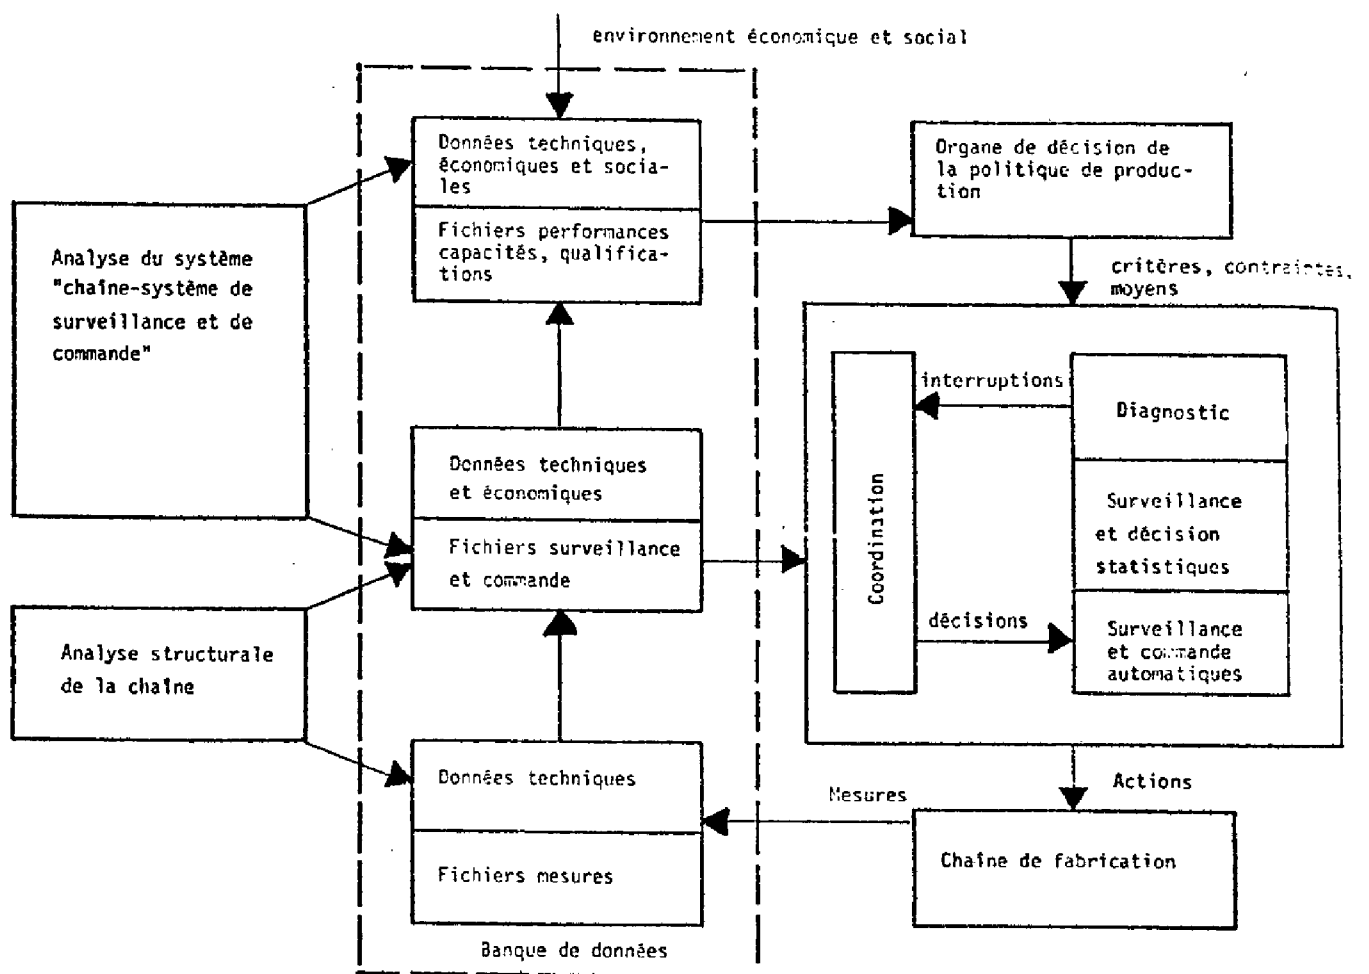 environnement économique et social
Données techniques,
économiques et socia-
les
Fichiers performances
capacités, qualifica-
tions
Organe de décision de
la politique de produc-
tion
Analyse du système
"chaîne-système de
surveillance et de
commande"
critères, contraintes,
moyens
interruptions
Diagnostic
Données techniques
et économiques
Fichiers surveillance
et commande
Coordination
Surveillance
et décision
statistiques
décisions
Surveillance
et commande
automatiques
Analyse structurale
de la chaîne
Données techniques
Fichiers mesures
Mesures
Actions
Chaîne de fabrication
Banque de données